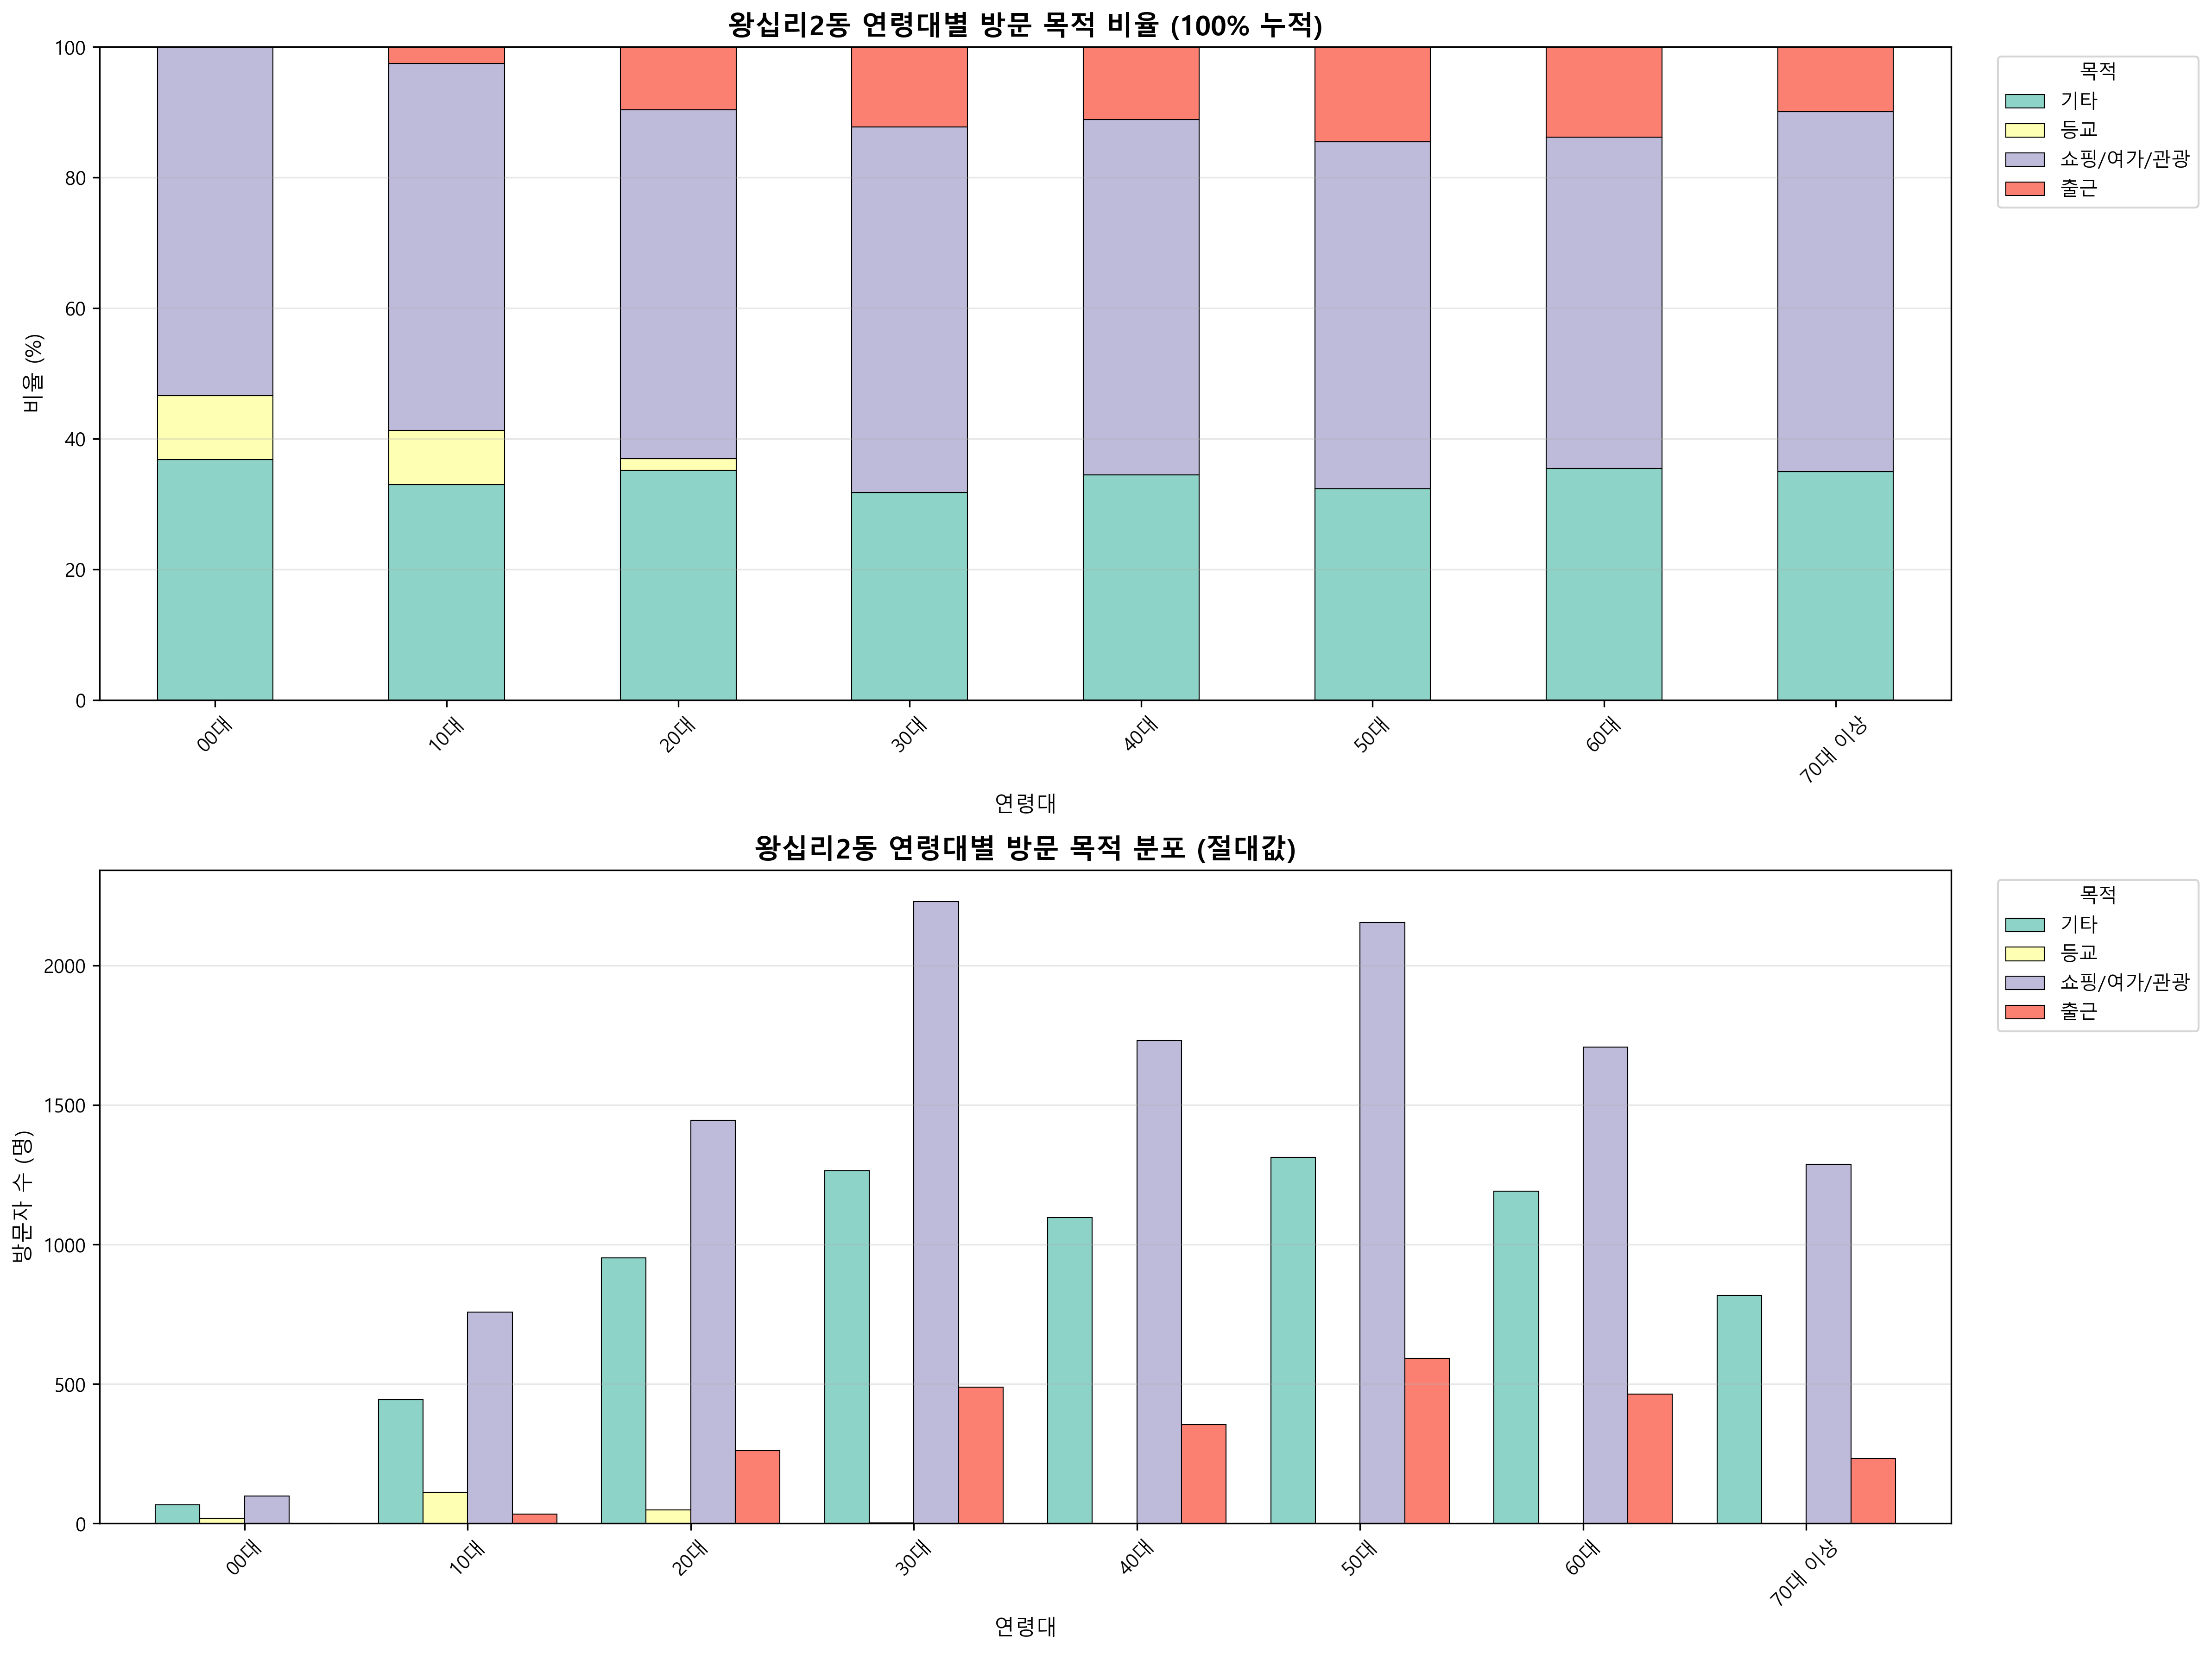 왕십리2동 연령대별 방문 목적 비율 (100% 누적)
비율 (%)
100
80
60
40
20
0
00대
10대
20대
30대
40대
50대
60대
70대 이상
연령대
목적
기타
등교
쇼핑/여가/관광
출근
왕십리2동 연령대별 방문 목적 분포 (절대값)
방문자 수 (명)
2000
1500
1000
500
0
00대
10대
20대
30대
40대
50대
60대
70대 이상
연령대
목적
기타
등교
쇼핑/여가/관광
출근